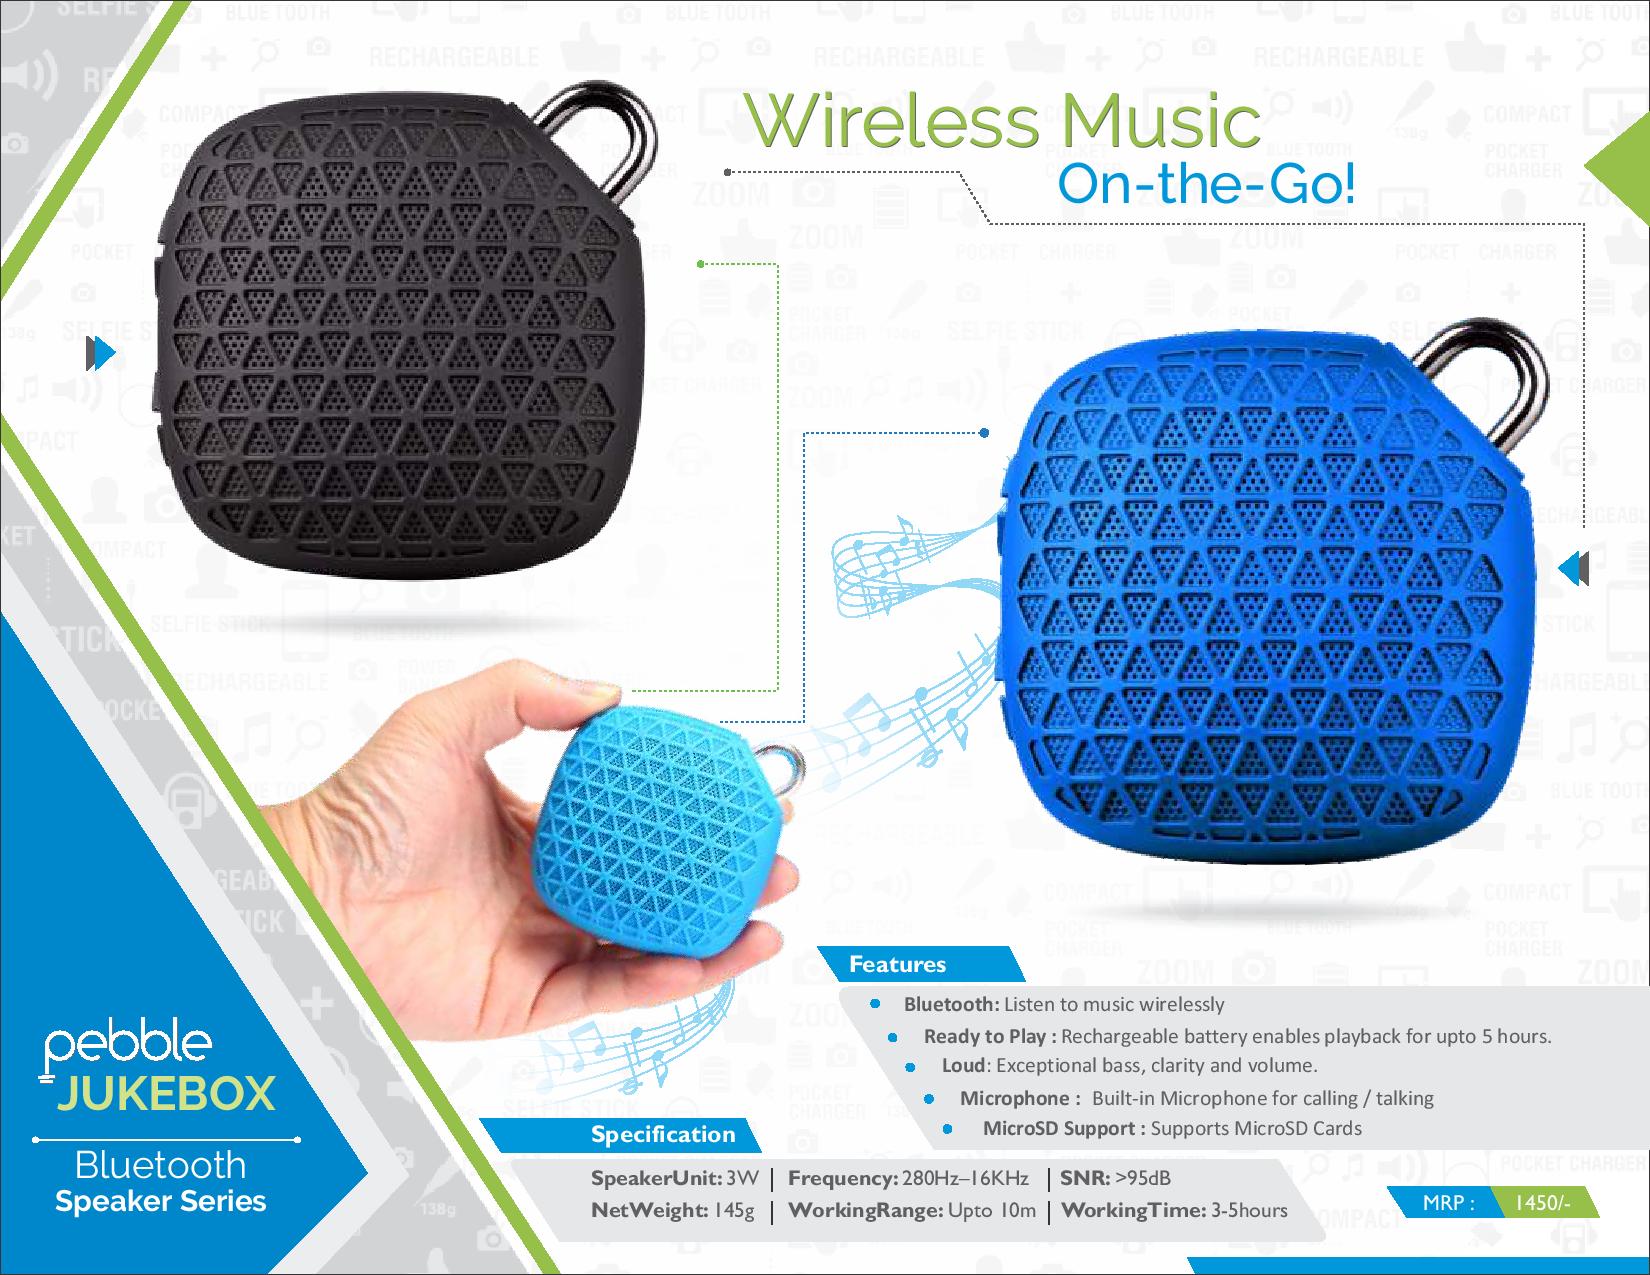 Wireless Music
On-the-Go!
Features
Bluetooth: Listen to music wirelessly
Ready to Play : Rechargeable battery enables playback for upto 5 hours.
Loud: Exceptional bass, clarity and volume.
Microphone : Built-in Microphone for calling / talking
MicroSD Support : Supports MicroSD Cards
pebble
JUKEBOX
Bluetooth
Speaker Series
Specification
SpeakerUnit: 3W | Frequency: 280Hz–16KHz | SNR: >95dB
NetWeight: 145g | WorkingRange: Upto 10m | WorkingTime: 3-5hours
MRP : 1450/-